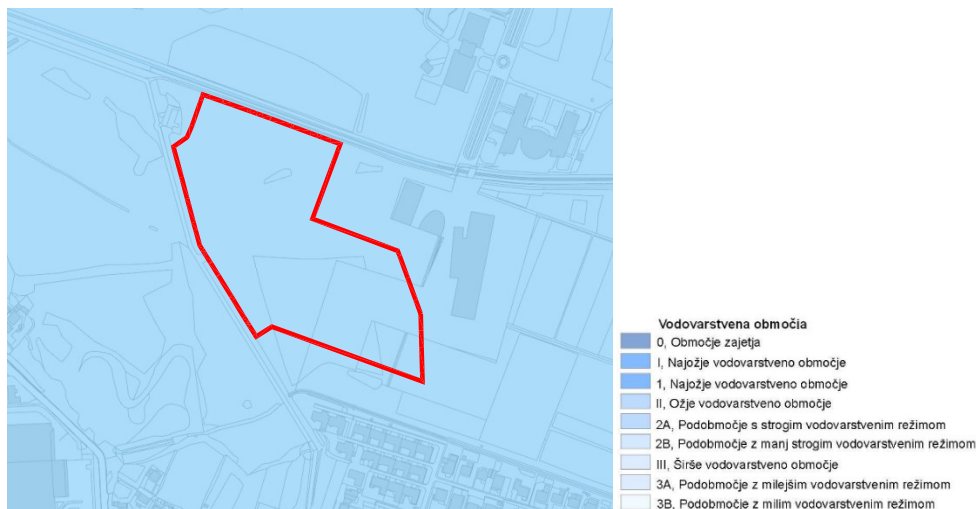 Vodovarstvena območja
0, Območje zajetja
I, Najožje vodovarstveno območje
1, Najožje vodovarstveno območje
II, Ožje vodovarstveno območje
2A, Podobmočje s strogim vodovarstvenim režimom
2B, Podobmočje z manj strogim vodovarstvenim režimom
III, Širše vodovarstveno območje
3A, Podobmočje z milejšim vodovarstvenim režimom
3B, Podobmočje z milim vodovarstvenim režimom